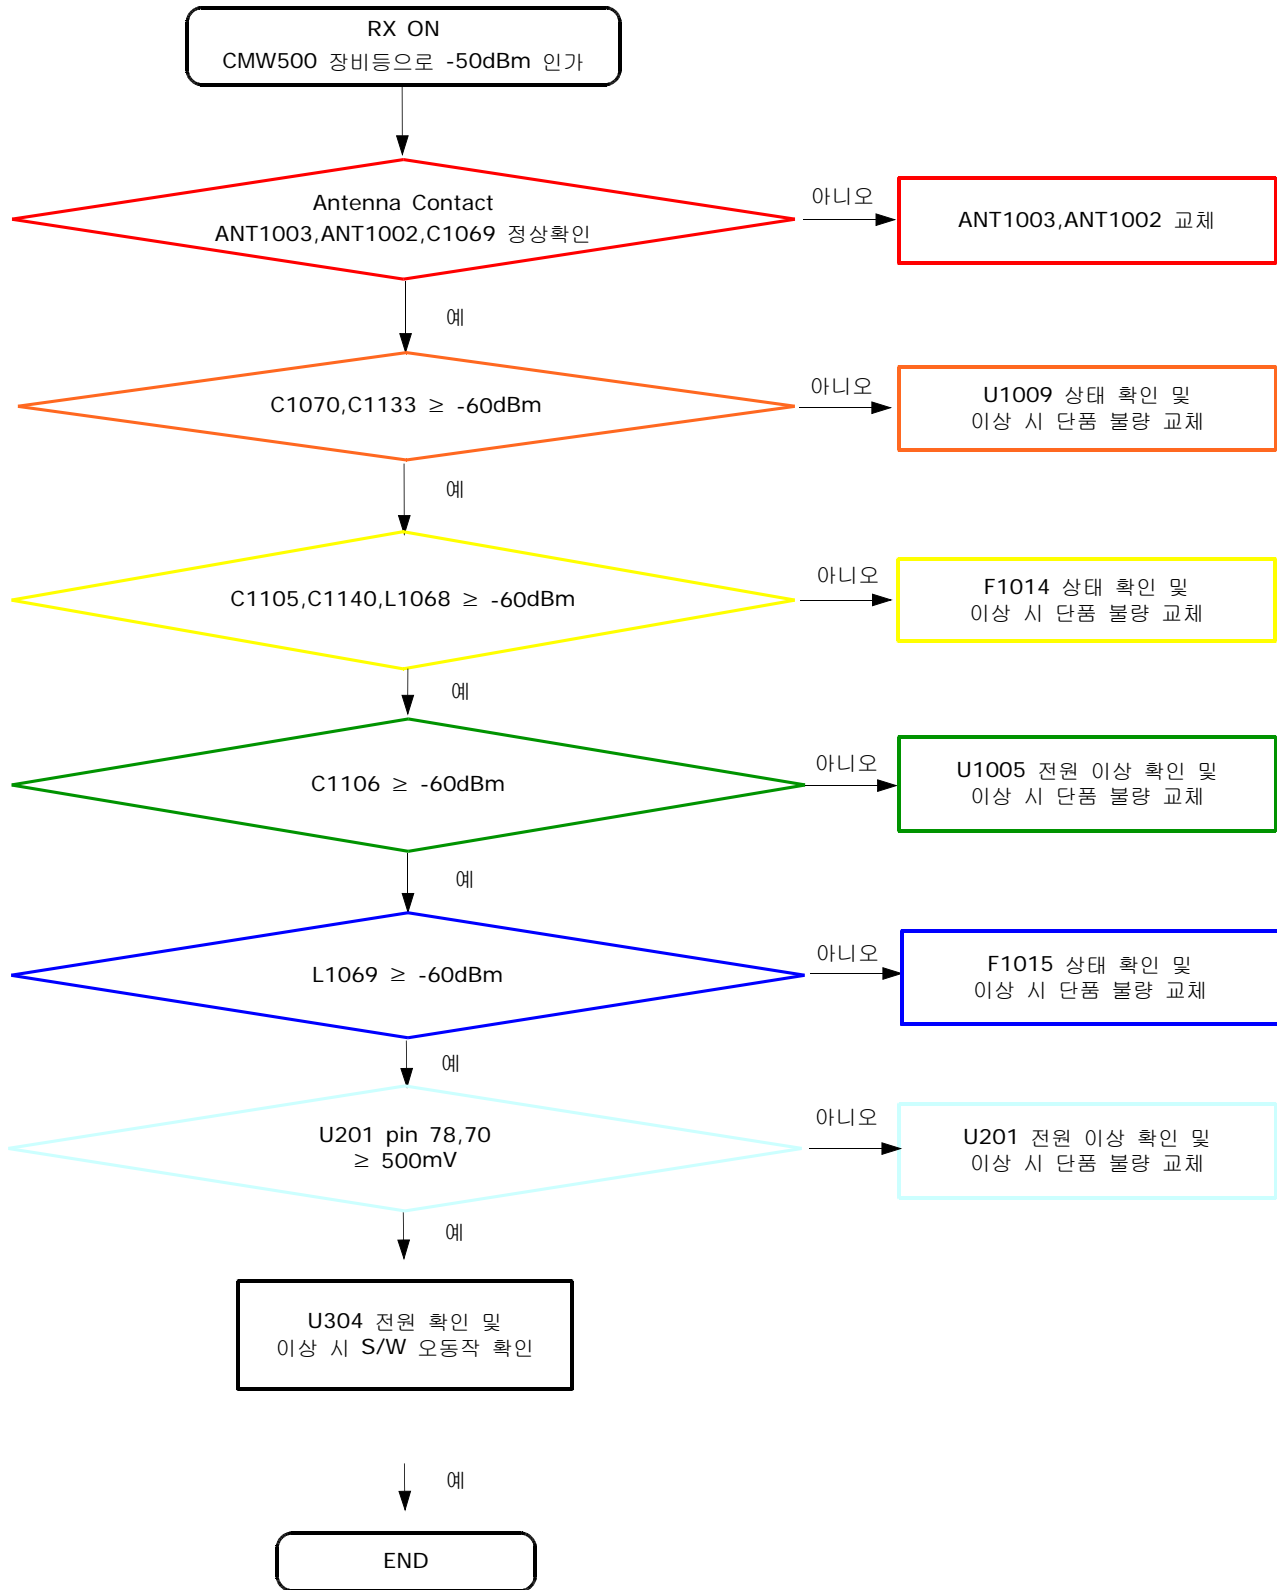 RX ON
CMW500 장비등으로 -50dBm 인가
Antenna Contact
ANT1003,ANT1002,C1069 정상확인
아니오
ANT1003,ANT1002 교체
예
C1070,C1133 ≥ -60dBm
아니오
U1009 상태 확인 및
이상 시 단품 불량 교체
예
C1105,C1140,L1068 ≥ -60dBm
아니오
F1014 상태 확인 및
이상 시 단품 불량 교체
예
C1106 ≥ -60dBm
아니오
U1005 전원 이상 확인 및
이상 시 단품 불량 교체
예
L1069 ≥ -60dBm
아니오
F1015 상태 확인 및
이상 시 단품 불량 교체
예
U201 pin 78,70
≥ 500mV
아니오
U201 전원 이상 확인 및
이상 시 단품 불량 교체
예
U304 전원 확인 및
이상 시 S/W 오동작 확인
예
END